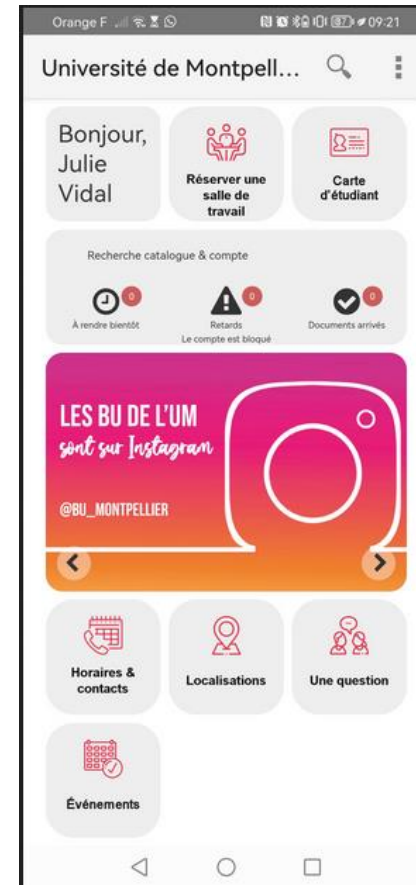 Orange F 87 09:21
Université de Montpell...
Bonjour,
Julie
Vidal
Réserver une
salle de
travail
Carte
d'étudiant
Recherche catalogue & compte
0
0
0
À rendre bientôt
Retards
Documents arrivés
Le compte est bloqué
LES BU DE L'UM
sont sur Instagram
@BU_MONTPELLIER
Horaires &
contacts
Localisations
Une question
Événements